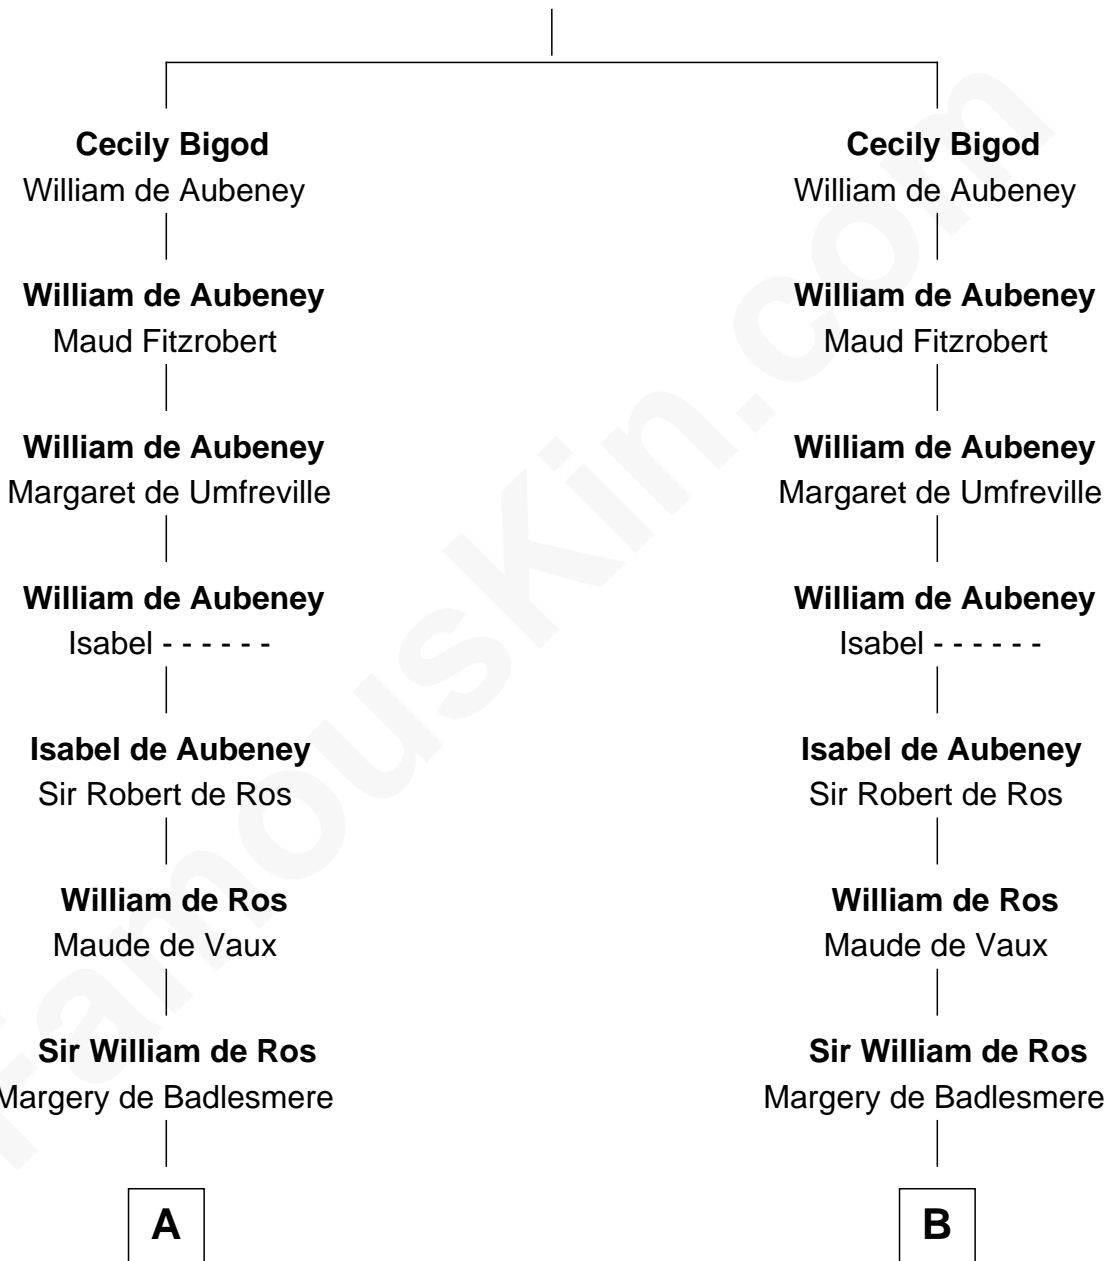 Cecily Bigod
William de Aubeney
William de Aubeney
Maud Fitzrobert
William de Aubeney
Margaret de Umfreville
William de Aubeney
Isabel - - - - - -
Isabel de Aubeney
Sir Robert de Ros
William de Ros
Maude de Vaux
Sir William de Ros
Margery de Badlesmere
A
Cecily Bigod
William de Aubeney
William de Aubeney
Maud Fitzrobert
William de Aubeney
Margaret de Umfreville
William de Aubeney
Isabel - - - - - -
Isabel de Aubeney
Sir Robert de Ros
William de Ros
Maude de Vaux
Sir William de Ros
Margery de Badlesmere
B
FamousKin.com